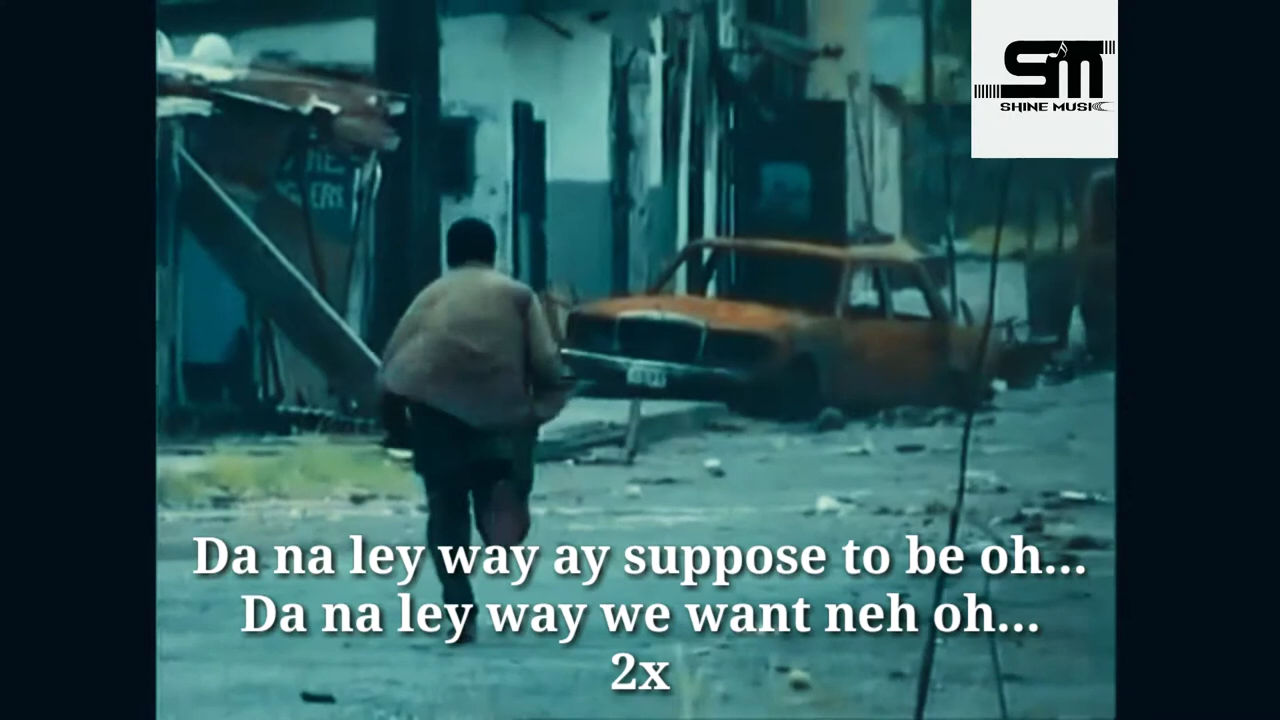 SM
SHINE MUSIC
Da na ley way ay suppose to be oh...
Da na ley way we want neh oh...
2x